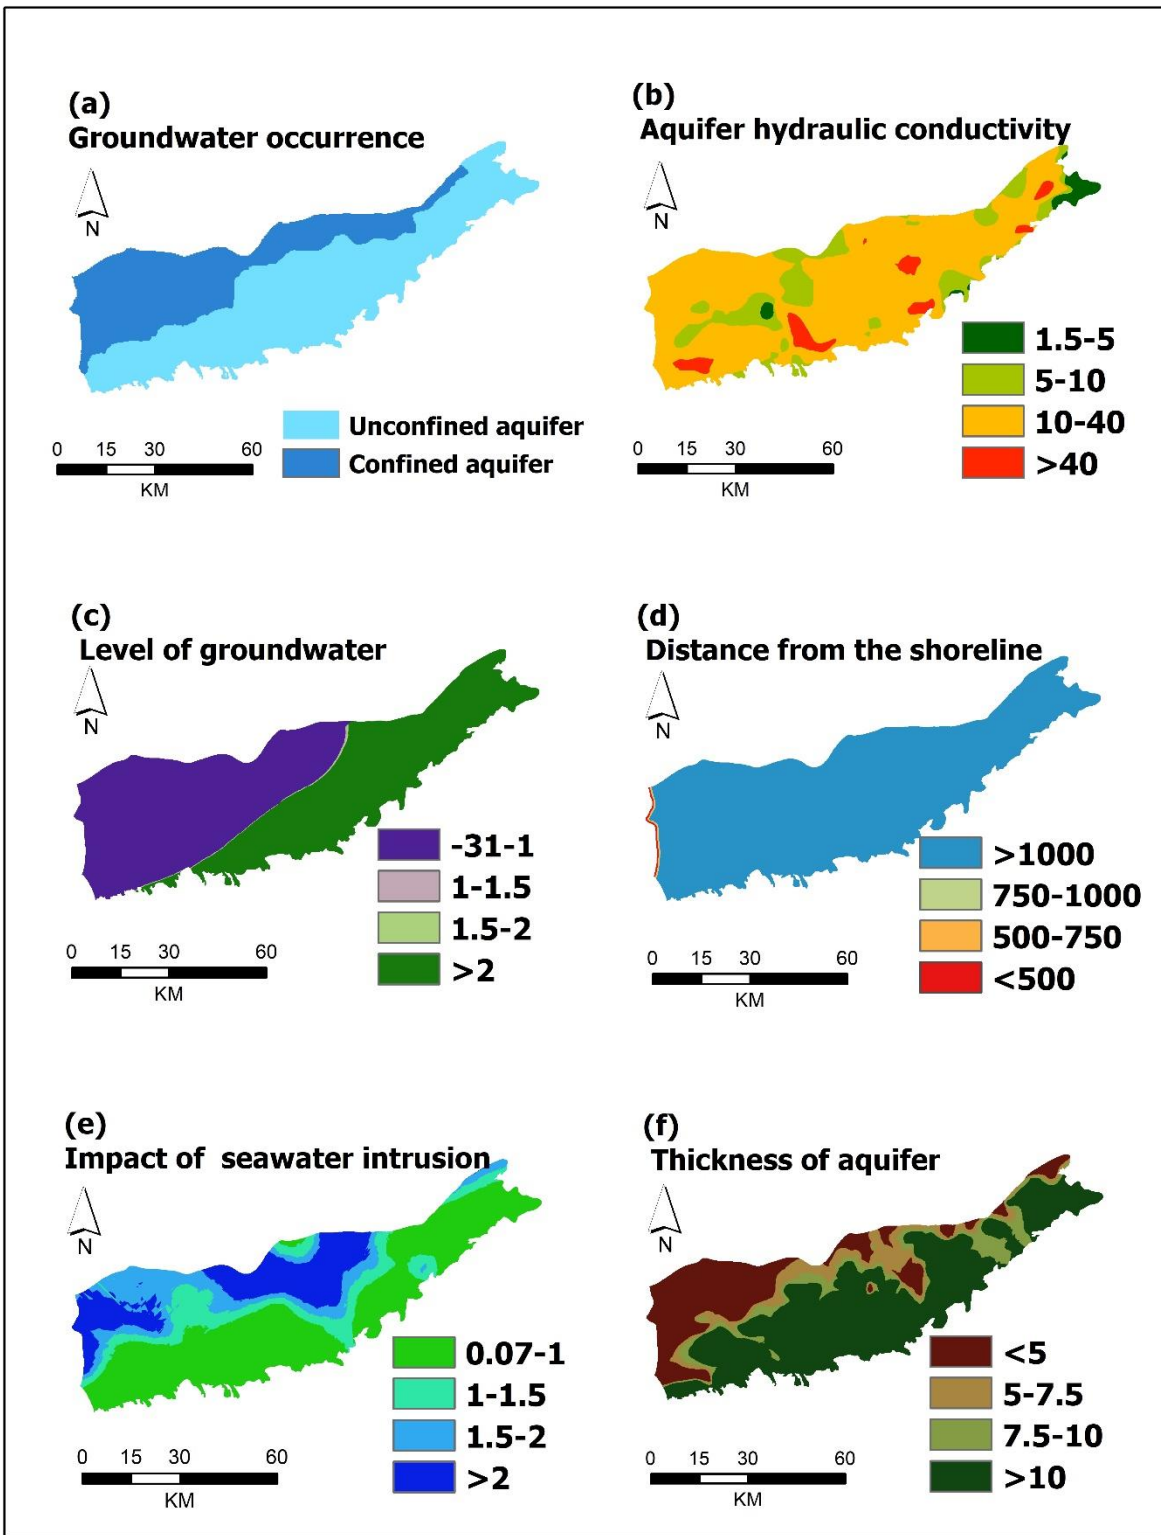 (a)
Groundwater occurrence
N
Unconfined aquifer
Confined aquifer
0 15 30 60
KM
(b)
Aquifer hydraulic conductivity
N
1.5-5
5-10
10-40
>40
0 15 30 60
KM
(c)
Level of groundwater
N
-31-1
1-1.5
1.5-2
>2
0 15 30 60
KM
(d)
Distance from the shoreline
N
>1000
750-1000
500-750
<500
0 15 30 60
KM
(e)
Impact of seawater intrusion
N
0.07-1
1-1.5
1.5-2
>2
0 15 30 60
KM
(f)
Thickness of aquifer
N
<5
5-7.5
7.5-10
>10
0 15 30 60
KM